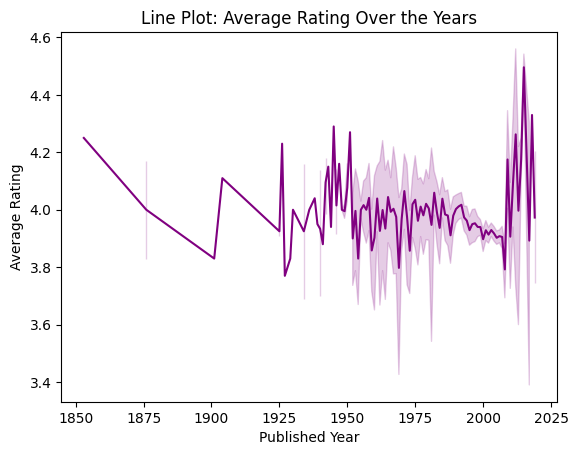 Line Plot: Average Rating Over the Years
4.6
4.4
4.2
4.0
3.8
3.6
3.4
Average Rating
1850 1875 1900 1925 1950 1975 2000 2025
Published Year